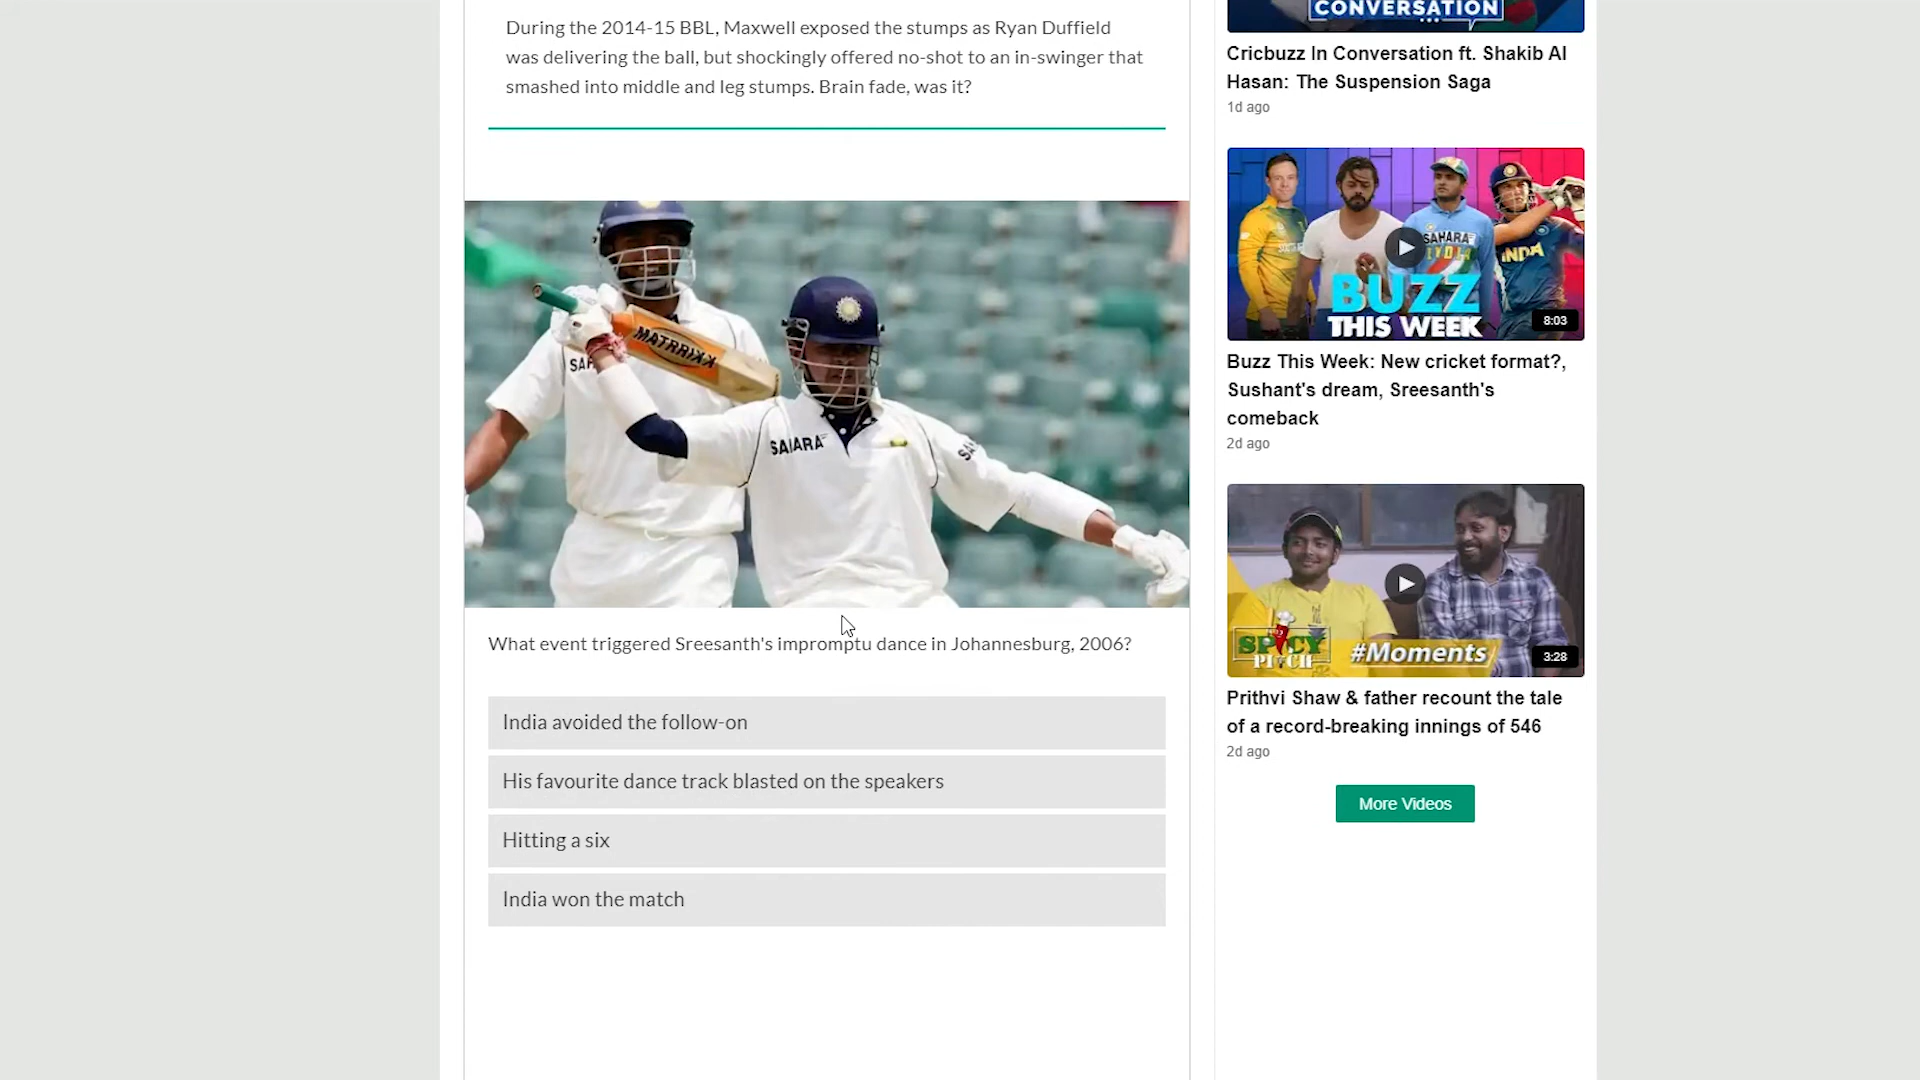 During the 2014-15 BBL, Maxwell exposed the stumps as Ryan Duffield
was delivering the ball, but shockingly offered no-shot to an in-swinger that
smashed into middle and leg stumps. Brain fade, was it?
MATRRIXX
SAHARA
What event triggered Sreesanth's impromptu dance in Johannesburg, 2006?
India avoided the follow-on
His favourite dance track blasted on the speakers
Hitting a six
India won the match
CONVERSATION
Cricbuzz In Conversation ft. Shakib Al
Hasan: The Suspension Saga
1d ago
SAHARA
INDIA
BUZZ
THIS WEEK
8:03
Buzz This Week: New cricket format?,
Sushant's dream, Sreesanth's
comeback
2d ago
SPICY
PITCH
#Moments
3:28
Prithvi Shaw & father recount the tale
of a record-breaking innings of 546
2d ago
More Videos